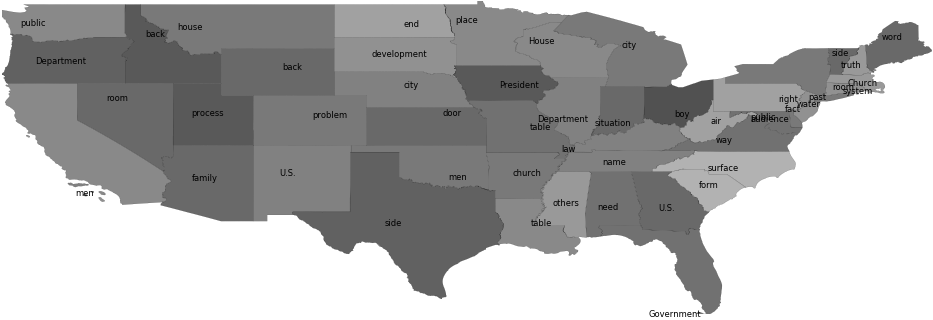 public
back
house
end
place
House
city
side
word
Department
back
development
truth
room
process
problem
city
door
President
table
Department
situation
boy
air
right
fact
water
past
room
Church
system
audience
way
law
family
U.S.
men
church
name
surface
form
men
side
table
others
need
U.S.
Government